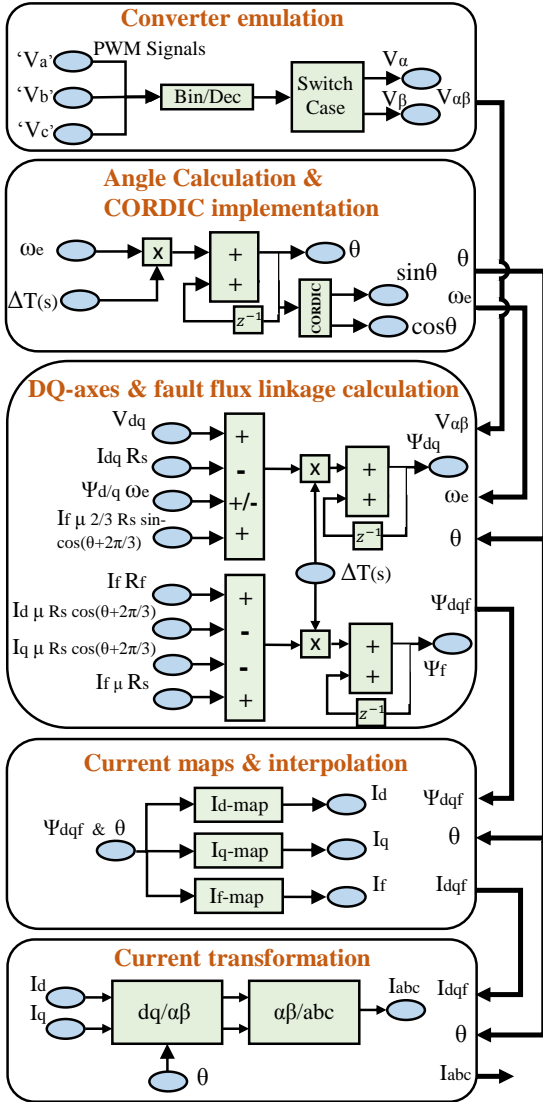 Converter emulation
PWM Signals
‘Va’
‘Vb’
‘Vc’
Bin/Dec
Switch
Case
Vα
Vβ
Vαβ
Angle Calculation &
CORDIC implementation
ωe
ΔT(s)
x
+
+
z⁻¹
CORDIC
θ
sinθ
cosθ
θ
ωe
DQ-axes & fault flux linkage calculation
Vdq
Idq Rs
Ψd/q ωe
If μ 2/3 Rs sin-
cos(θ+2π/3)
+
-
+/-
+
x
+
+
z⁻¹
Ψdq
ΔT(s)
If Rf
Id μ Rs cos(θ+2π/3)
Iq μ Rs cos(θ+2π/3)
If μ Rs
+
-
-
+
x
+
+
z⁻¹
Ψf
Vαβ
ωe
θ
Ψdqf
Current maps & interpolation
Ψdqf & θ
Id-map
Iq-map
If-map
Id
Iq
If
Ψdqf
θ
Idqf
Current transformation
Id
Iq
dq/αβ
αβ/abc
θ
Iabc
Idqf
θ
Iabc